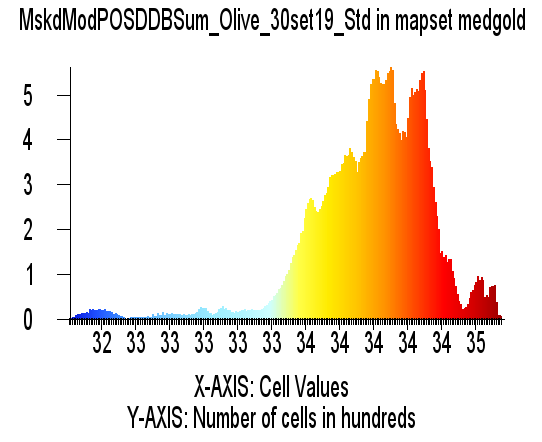 MskdModPOSDDBSum_Olive_30set19_Std in mapset medgold
5
4
3
2
1
0
32 33 33 33 33 33 34 34 34 34 34 35
X-AXIS: Cell Values
Y-AXIS: Number of cells in hundreds